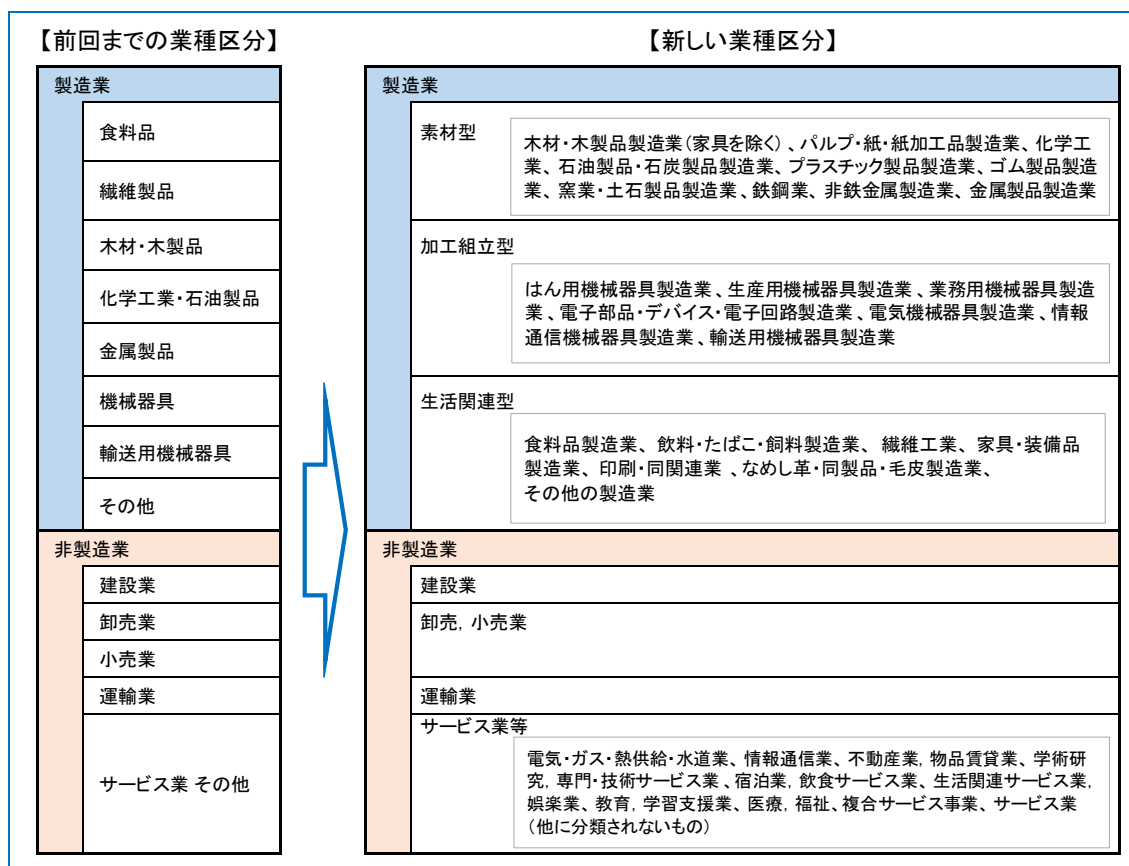 【前回までの業種区分】
製造業
食料品
繊維製品
木材・木製品
化学工業・石油製品
金属製品
機械器具
輸送用機械器具
その他
非製造業
建設業
卸売業
小売業
運輸業
サービス業 その他
【新しい業種区分】
製造業
素材型
木材・木製品製造業(家具を除く)、パルプ・紙・紙加工品製造業、化学工
業、石油製品・石炭製品製造業、プラスチック製品製造業、ゴム製品製造
業、窯業・土石製品製造業、鉄鋼業、非鉄金属製造業、金属製品製造業
加工組立型
はん用機械器具製造業、生産用機械器具製造業、業務用機械器具製造
業、電子部品・デバイス・電子回路製造業、電気機械器具製造業、情報
通信機械器具製造業、輸送用機械器具製造業
生活関連型
食料品製造業、飲料・たばこ・飼料製造業、繊維工業、家具・装備品
製造業、印刷・同関連業、なめし革・同製品・毛皮製造業、
その他の製造業
非製造業
建設業
卸売, 小売業
運輸業
サービス業等
電気・ガス・熱供給・水道業、情報通信業、不動産業, 物品賃貸業、学術研
究, 専門・技術サービス業、宿泊業, 飲食サービス業、生活関連サービス業,
娯楽業、教育, 学習支援業、医療, 福祉、複合サービス事業、サービス業
(他に分類されないもの)